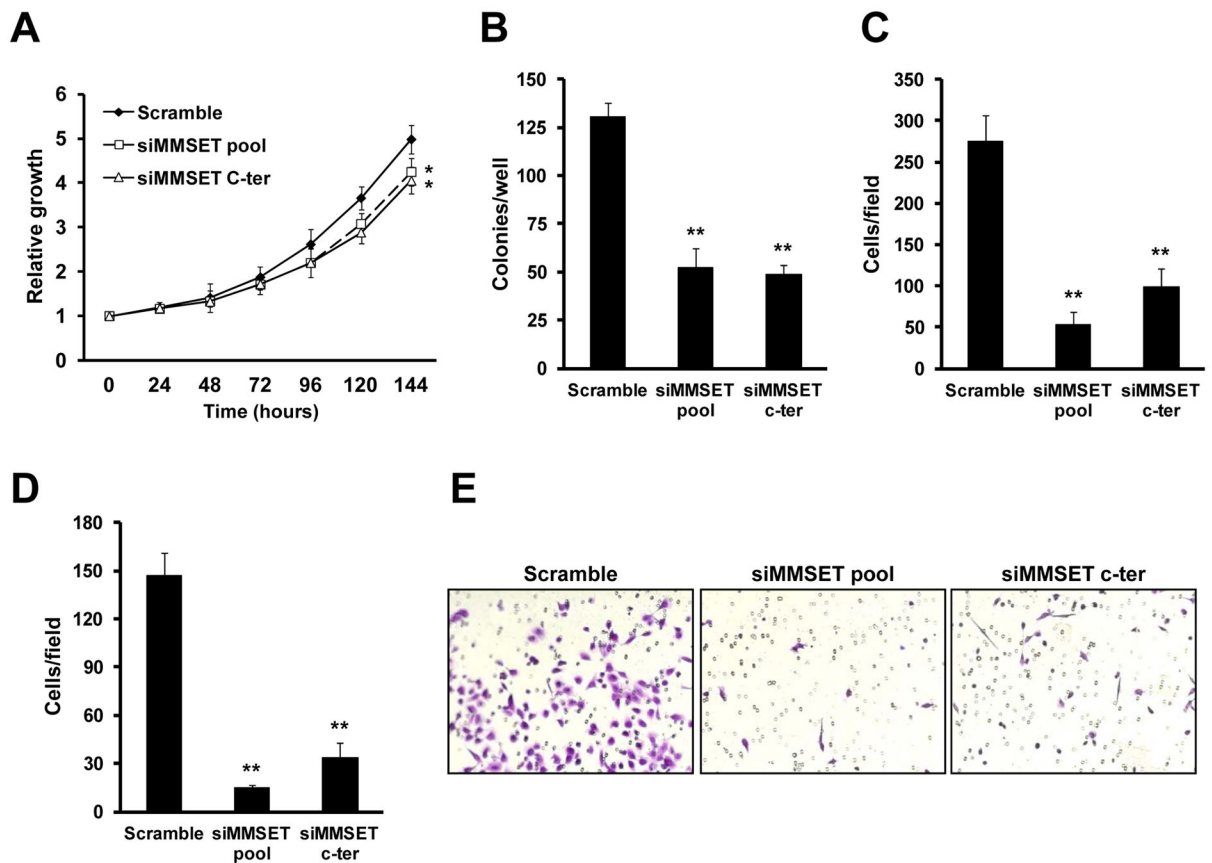 A
Relative growth
6
5
4
3
2
1
0
Scramble
siMMSET pool
siMMSET C-ter
*
*
0 24 48 72 96 120 144
Time (hours)
B
Colonies/well
150
125
100
75
50
25
0
**
**
Scramble siMMSET pool siMMSET c-ter
C
Cells/field
350
300
250
200
150
100
50
0
**
**
Scramble siMMSET pool siMMSET c-ter
D
Cells/field
180
150
120
90
60
30
0
**
**
Scramble siMMSET pool siMMSET c-ter
E
Scramble siMMSET pool siMMSET c-ter